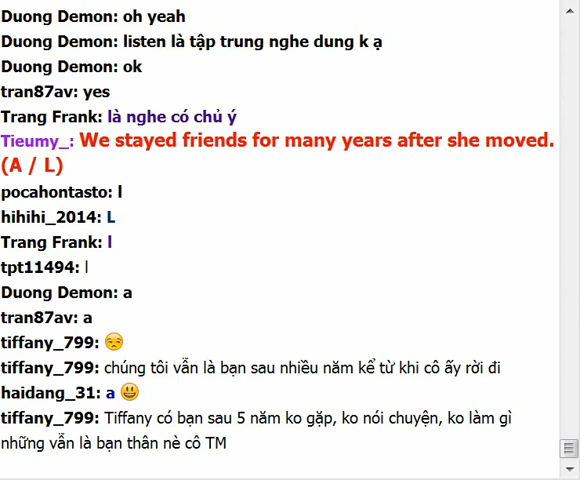 Duong Demon: oh yeah
Duong Demon: listen là tập trung nghe dung k ạ
Duong Demon: ok
tran87av: yes
Trang Frank: là nghe có chủ ý
Tieumy_: We stayed friends for many years after she moved.
(A / L)
pocahontasto: l
hihihi_2014: L
Trang Frank: l
tpt11494: l
Duong Demon: a
tran87av: a
tiffany_799: 😒
tiffany_799: chúng tôi vẫn là bạn sau nhiều năm kể từ khi cô ấy rời đi
haidang_31: a 😃
tiffany_799: Tiffany có bạn sau 5 năm ko gặp, ko nói chuyện, ko làm gì
những vẫn là bạn thân nè cô TM